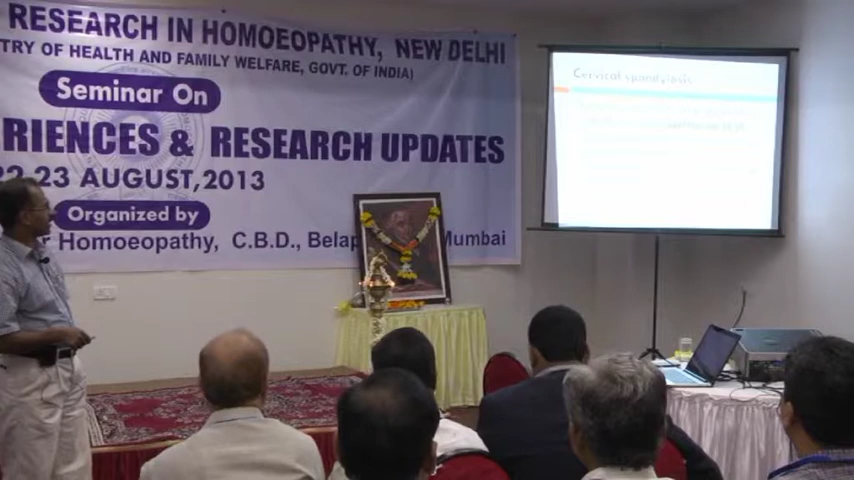 RESEARCH IN HOMOEOPATHY, NEW DELHI
TRY OF HEALTH AND FAMILY WELFARE, GOVT. OF INDIA)
Seminar On
RIENCES & RESEARCH UPDATES
22-23 AUGUST, 2013
Organized by
Homoeopathy, C.B.D., Belap Mumbai
Cervical spondylosis